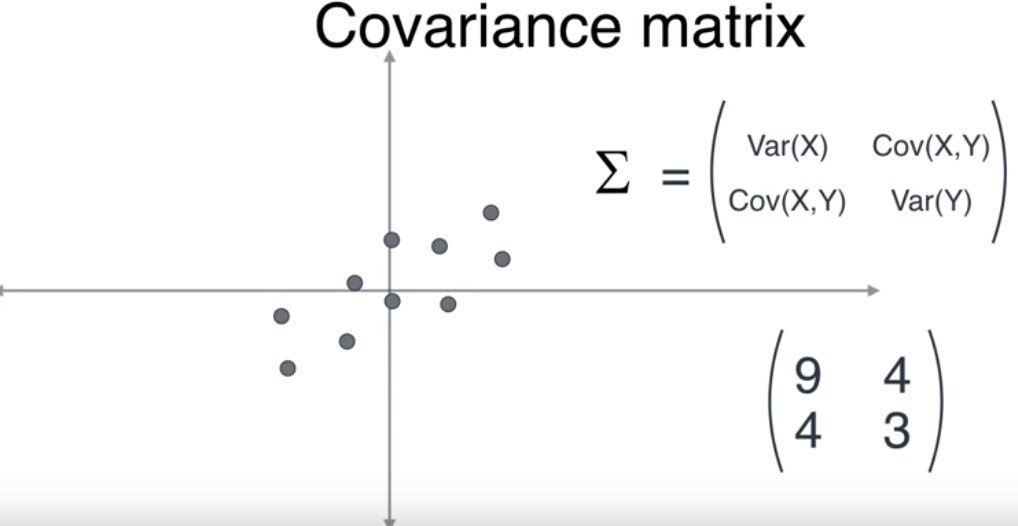 Covariance matrix
Σ = ( Var(X) Cov(X,Y)
Cov(X,Y) Var(Y) )
( 9 4
4 3 )